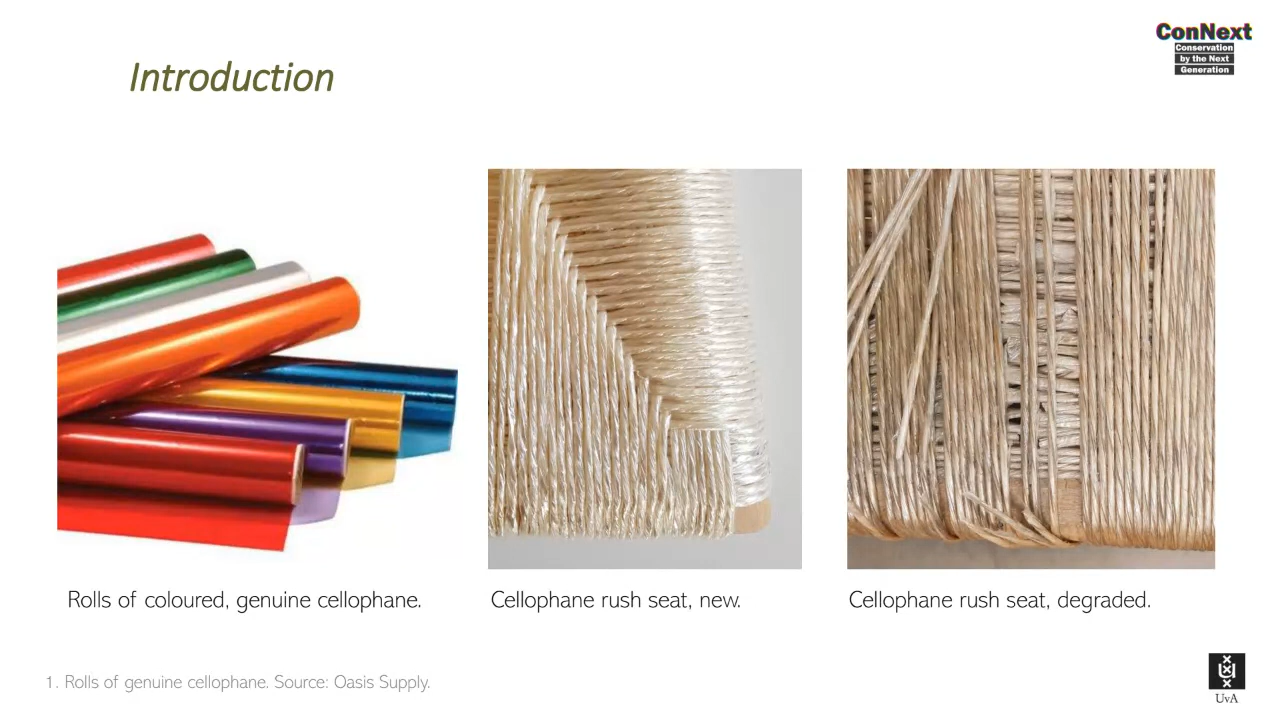 ConNext
Conservation
by the Next
Generation
Introduction
Rolls of coloured, genuine cellophane.
Cellophane rush seat, new.
Cellophane rush seat, degraded.
1. Rolls of genuine cellophane. Source: Oasis Supply.
UvA